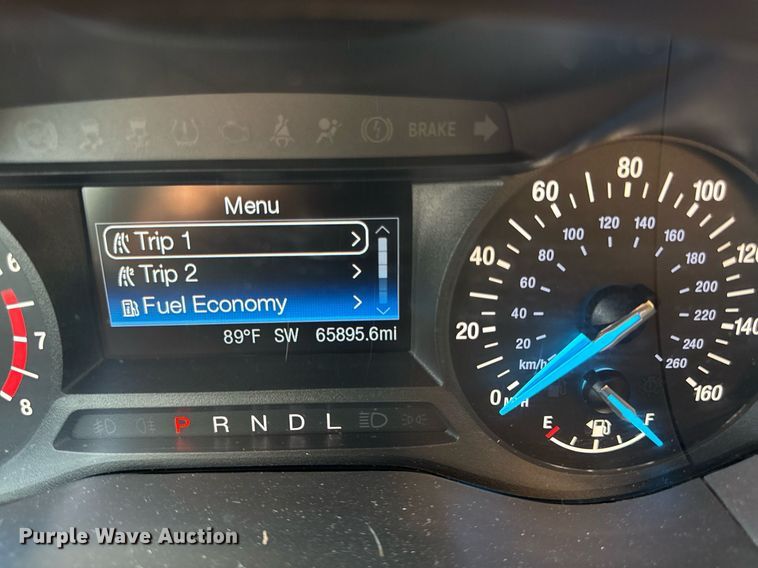 BRAKE
Menu
Trip 1
Trip 2
Fuel Economy
89°F SW 65895.6mi
P R N D L
6
7
8
0 20 40 60 80 100 120 140 160
MPH
20 40 60 80 100 120 140 160 180 200 220 240 260
km/h
E F
Purple Wave Auction